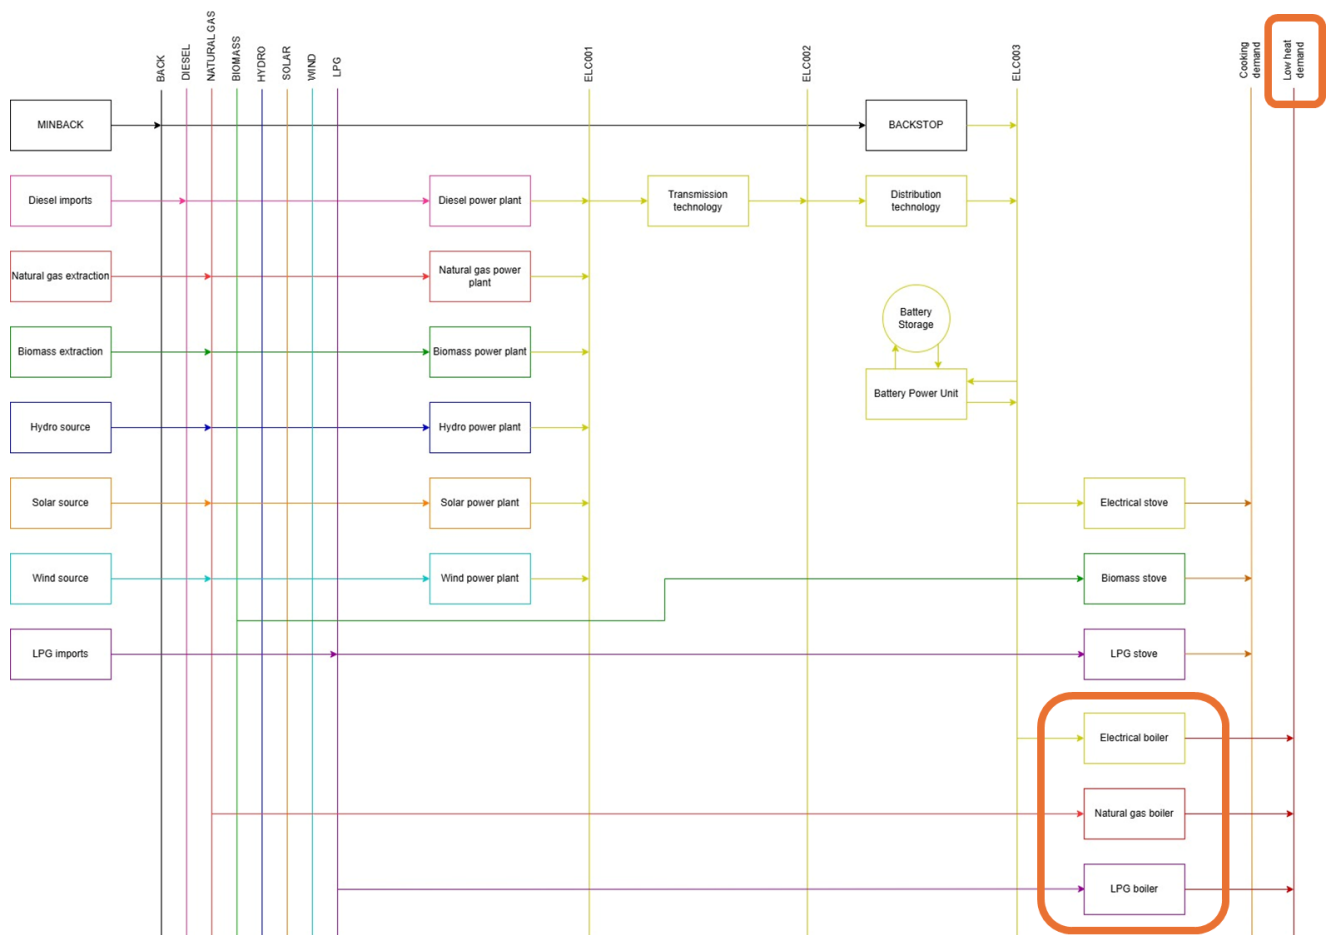 BACK
DIESEL
NATURAL GAS
BIOMASS
HYDRO
SOLAR
WIND
LPG
ELC001
ELC002
ELC003
Cooking
demand
Low heat
demand
MINBACK
BACKSTOP
Diesel imports
Diesel power plant
Transmission
technology
Distribution
technology
Natural gas extraction
Natural gas power
plant
Battery
Storage
Biomass extraction
Biomass power plant
Battery Power Unit
Hydro source
Hydro power plant
Solar source
Solar power plant
Electrical stove
Wind source
Wind power plant
Biomass stove
LPG imports
LPG stove
Electrical boiler
Natural gas boiler
LPG boiler